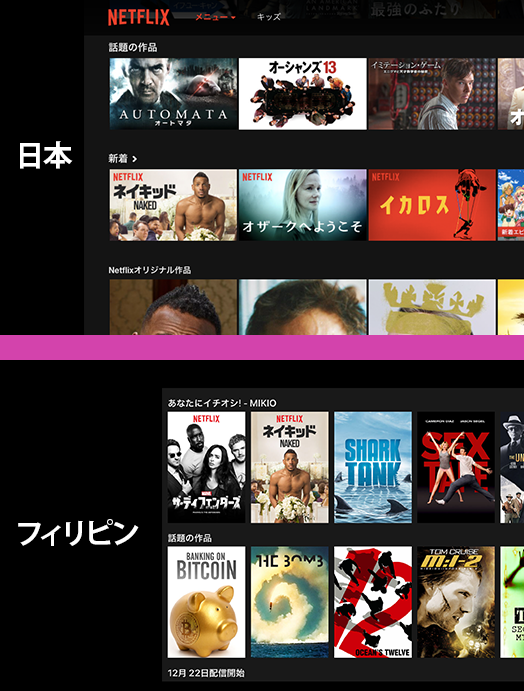 最強のふたり
NETFLIX メニュー キッズ
話題の作品
AUTOMATA
オートマタ
オーシャンズ13
イミテーション・ゲーム
日本
新着
NETFLIX
ネイキッド
NAKED
NETFLIX
オザークへようこそ
NETFLIX
イカロス
Netflixオリジナル作品
あなたにイチオシ! - MIKIO
NETFLIX
MARVEL
ザ・ディフェンダーズ
NETFLIX
ネイキッド
NAKED
SHARK
TANK
CAMERON DIAZ JASON SEGEL
SEX
TAPE
フィリピン
話題の作品
BANKING ON
BITCOIN
THE BOMB
12
OCEAN'S TWELVE
TOM CRUISE
M:I-2
12月 22日配信開始